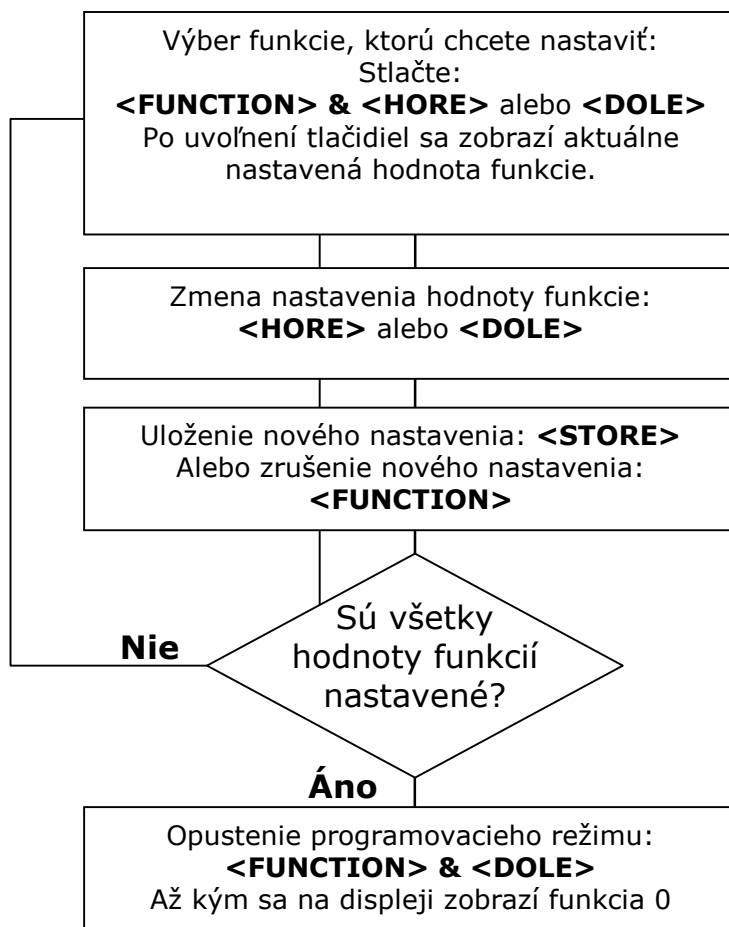 Výber funkcie, ktorú chcete nastaviť:
Stlačte:
<FUNCTION> & <HORE> alebo <DOLE>
Po uvoľnení tlačidiel sa zobrazí aktuálne
nastavená hodnota funkcie.
Zmena nastavenia hodnoty funkcie:
<HORE> alebo <DOLE>
Uloženie nového nastavenia: <STORE>
Alebo zrušenie nového nastavenia:
<FUNCTION>
Sú všetky
hodnoty funkcií
nastavené?
Nie
Áno
Opustenie programovacieho režimu:
<FUNCTION> & <DOLE>
Až kým sa na displeji zobrazí funkcia 0